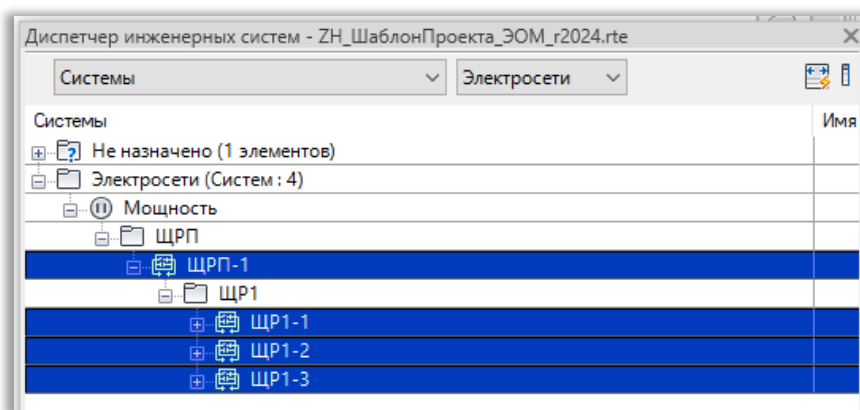 Диспетчер инженерных систем - ZH_ШаблонПроекта_ЭОМ_r2024.rte
Системы Электросети
Системы Имя
Не назначено (1 элементов)
Электросети (Систем : 4)
Мощность
ЩРП
ЩРП-1
ЩР1
ЩР1-1
ЩР1-2
ЩР1-3